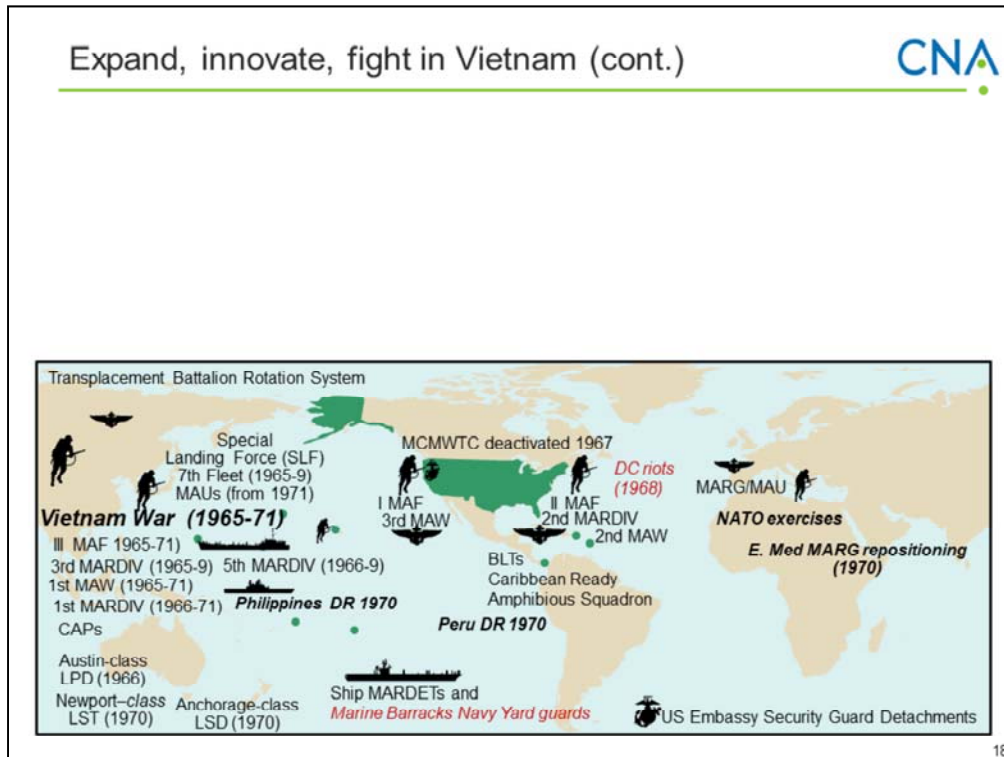 Expand, innovate, fight in Vietnam (cont.)
CNA
Transplacement Battalion Rotation System
Special
Landing Force (SLF)
7th Fleet (1965-9)
MAUs (from 1971)
Vietnam War (1965-71)
III MAF 1965-71)
3rd MARDIV (1965-9)
1st MAW (1965-71)
1st MARDIV (1966-71)
CAPs
5th MARDIV (1966-9)
Philippines DR 1970
Austin-class
LPD (1966)
Newport–class
LST (1970)
Anchorage-class
LSD (1970)
MCMWTC deactivated 1967
I MAF
3rd MAW
DC riots
(1968)
II MAF
2nd MARDIV
2nd MAW
BLTs
Caribbean Ready
Amphibious Squadron
Peru DR 1970
Ship MARDETs and
Marine Barracks Navy Yard guards
MARG/MAU
NATO exercises
E. Med MARG repositioning
(1970)
US Embassy Security Guard Detachments
18